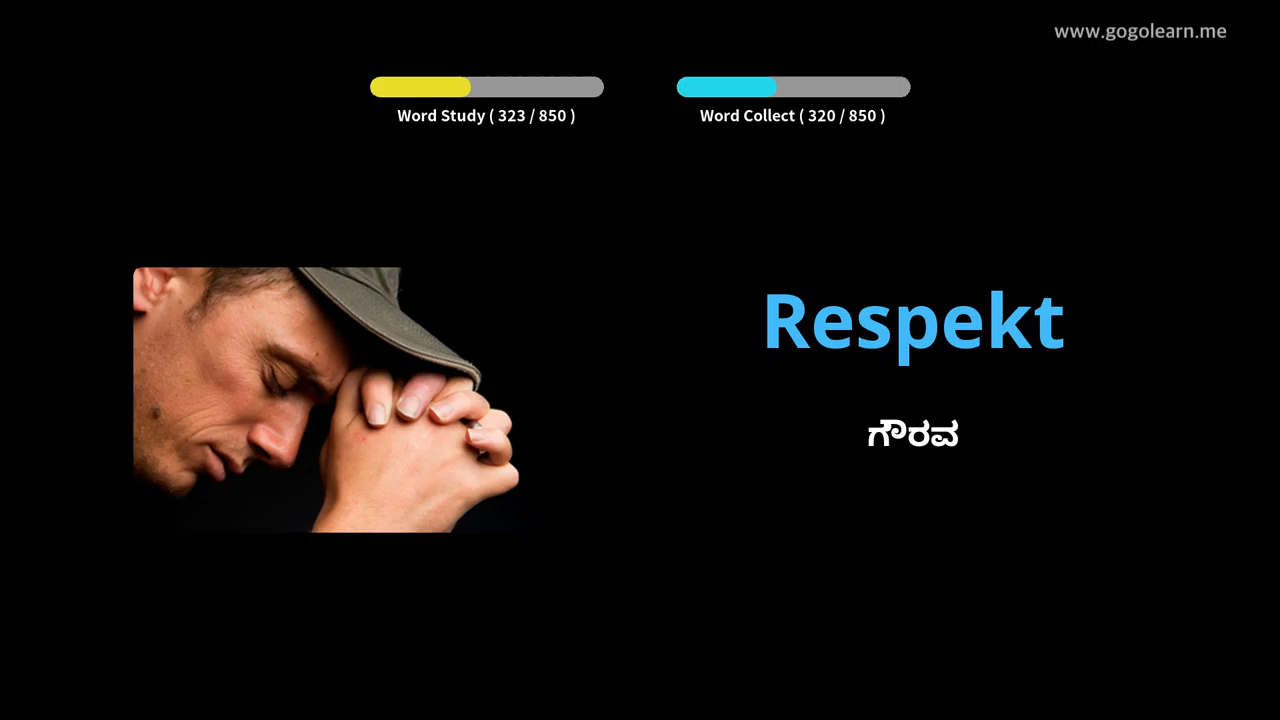 www.gogolearn.me
Word Study ( 323 / 850 )
Word Collect ( 320 / 850 )
Respekt
ಗೌರವ